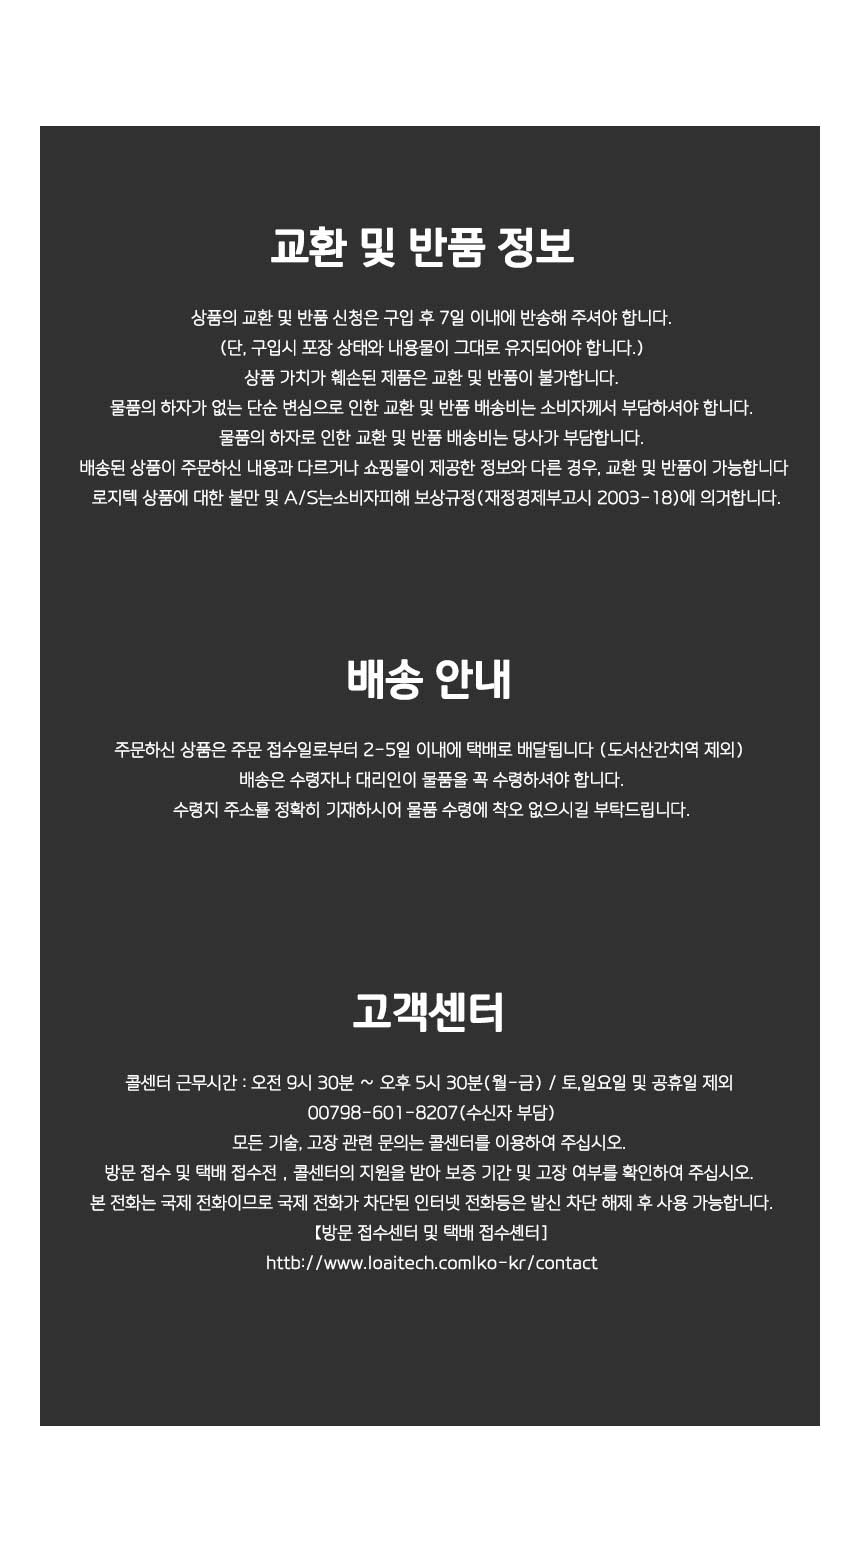 교환 및 반품 정보
상품의 교환 및 반품 신청은 구입 후 7일 이내에 반송해 주셔야 합니다.
(단, 구입시 포장 상태와 내용물이 그대로 유지되어야 합니다.)
상품 가치가 훼손된 제품은 교환 및 반품이 불가합니다.
물품의 하자가 없는 단순 변심으로 인한 교환 및 반품 배송비는 소비자께서 부담하셔야 합니다.
물품의 하자로 인한 교환 및 반품 배송비는 당사가 부담합니다.
배송된 상품이 주문하신 내용과 다르거나 쇼핑몰이 제공한 정보와 다른 경우, 교환 및 반품이 가능합니다
로지텍 상품에 대한 불만 및 A/S는소비자피해 보상규정(재정경제부고시 2003-18)에 의거합니다.
배송 안내
주문하신 상품은 주문 접수일로부터 2-5일 이내에 택배로 배달됩니다 (도서산간치역 제외)
배송은 수령자나 대리인이 물품을 꼭 수령하셔야 합니다.
수령지 주소를 정확히 기재하시어 물품 수령에 착오 없으시길 부탁드립니다.
고객센터
콜센터 근무시간 : 오전 9시 30분 ~ 오후 5시 30분(월-금) / 토,일요일 및 공휴일 제외
00798-601-8207(수신자 부담)
모든 기술, 고장 관련 문의는 콜센터를 이용하여 주십시오.
방문 접수 및 택배 접수전 , 콜센터의 지원을 받아 보증 기간 및 고장 여부를 확인하여 주십시오.
본 전화는 국제 전화이므로 국제 전화가 차단된 인터넷 전화등은 발신 차단 해제 후 사용 가능합니다.
【방문 접수센터 및 택배 접수셴터]
httb://www.loaitech.comlko-kr/contact